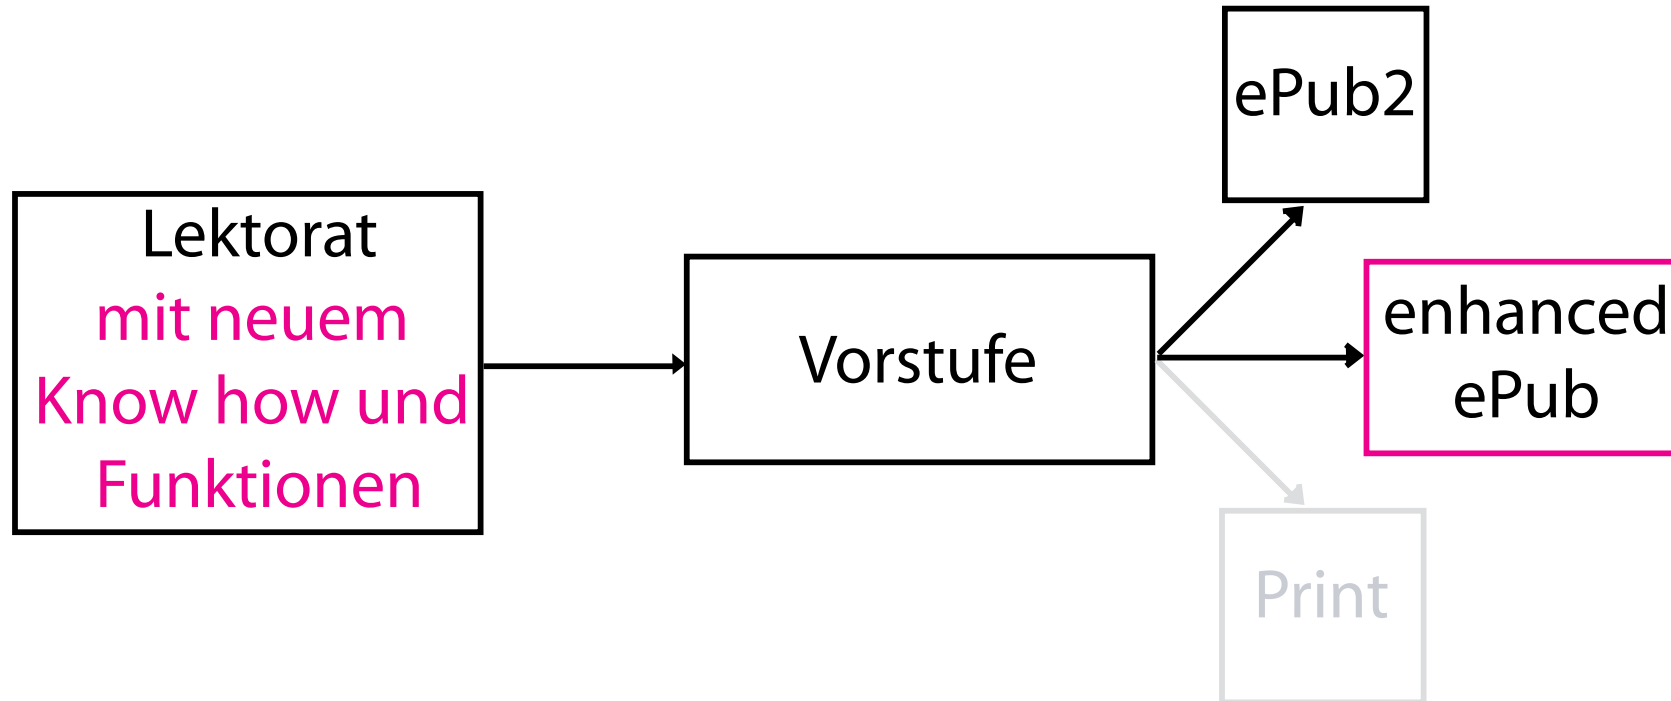 Lektorat
mit neuem
Know how und
Funktionen
Vorstufe
ePub2
enhanced
ePub
Print